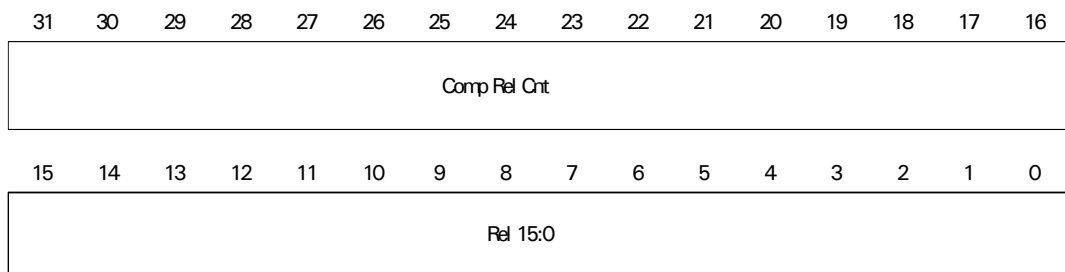 31 30 29 28 27 26 25 24 23 22 21 20 19 18 17 16
Comp Rel Cnt
15 14 13 12 11 10 9 8 7 6 5 4 3 2 1 0
Rel 15:0